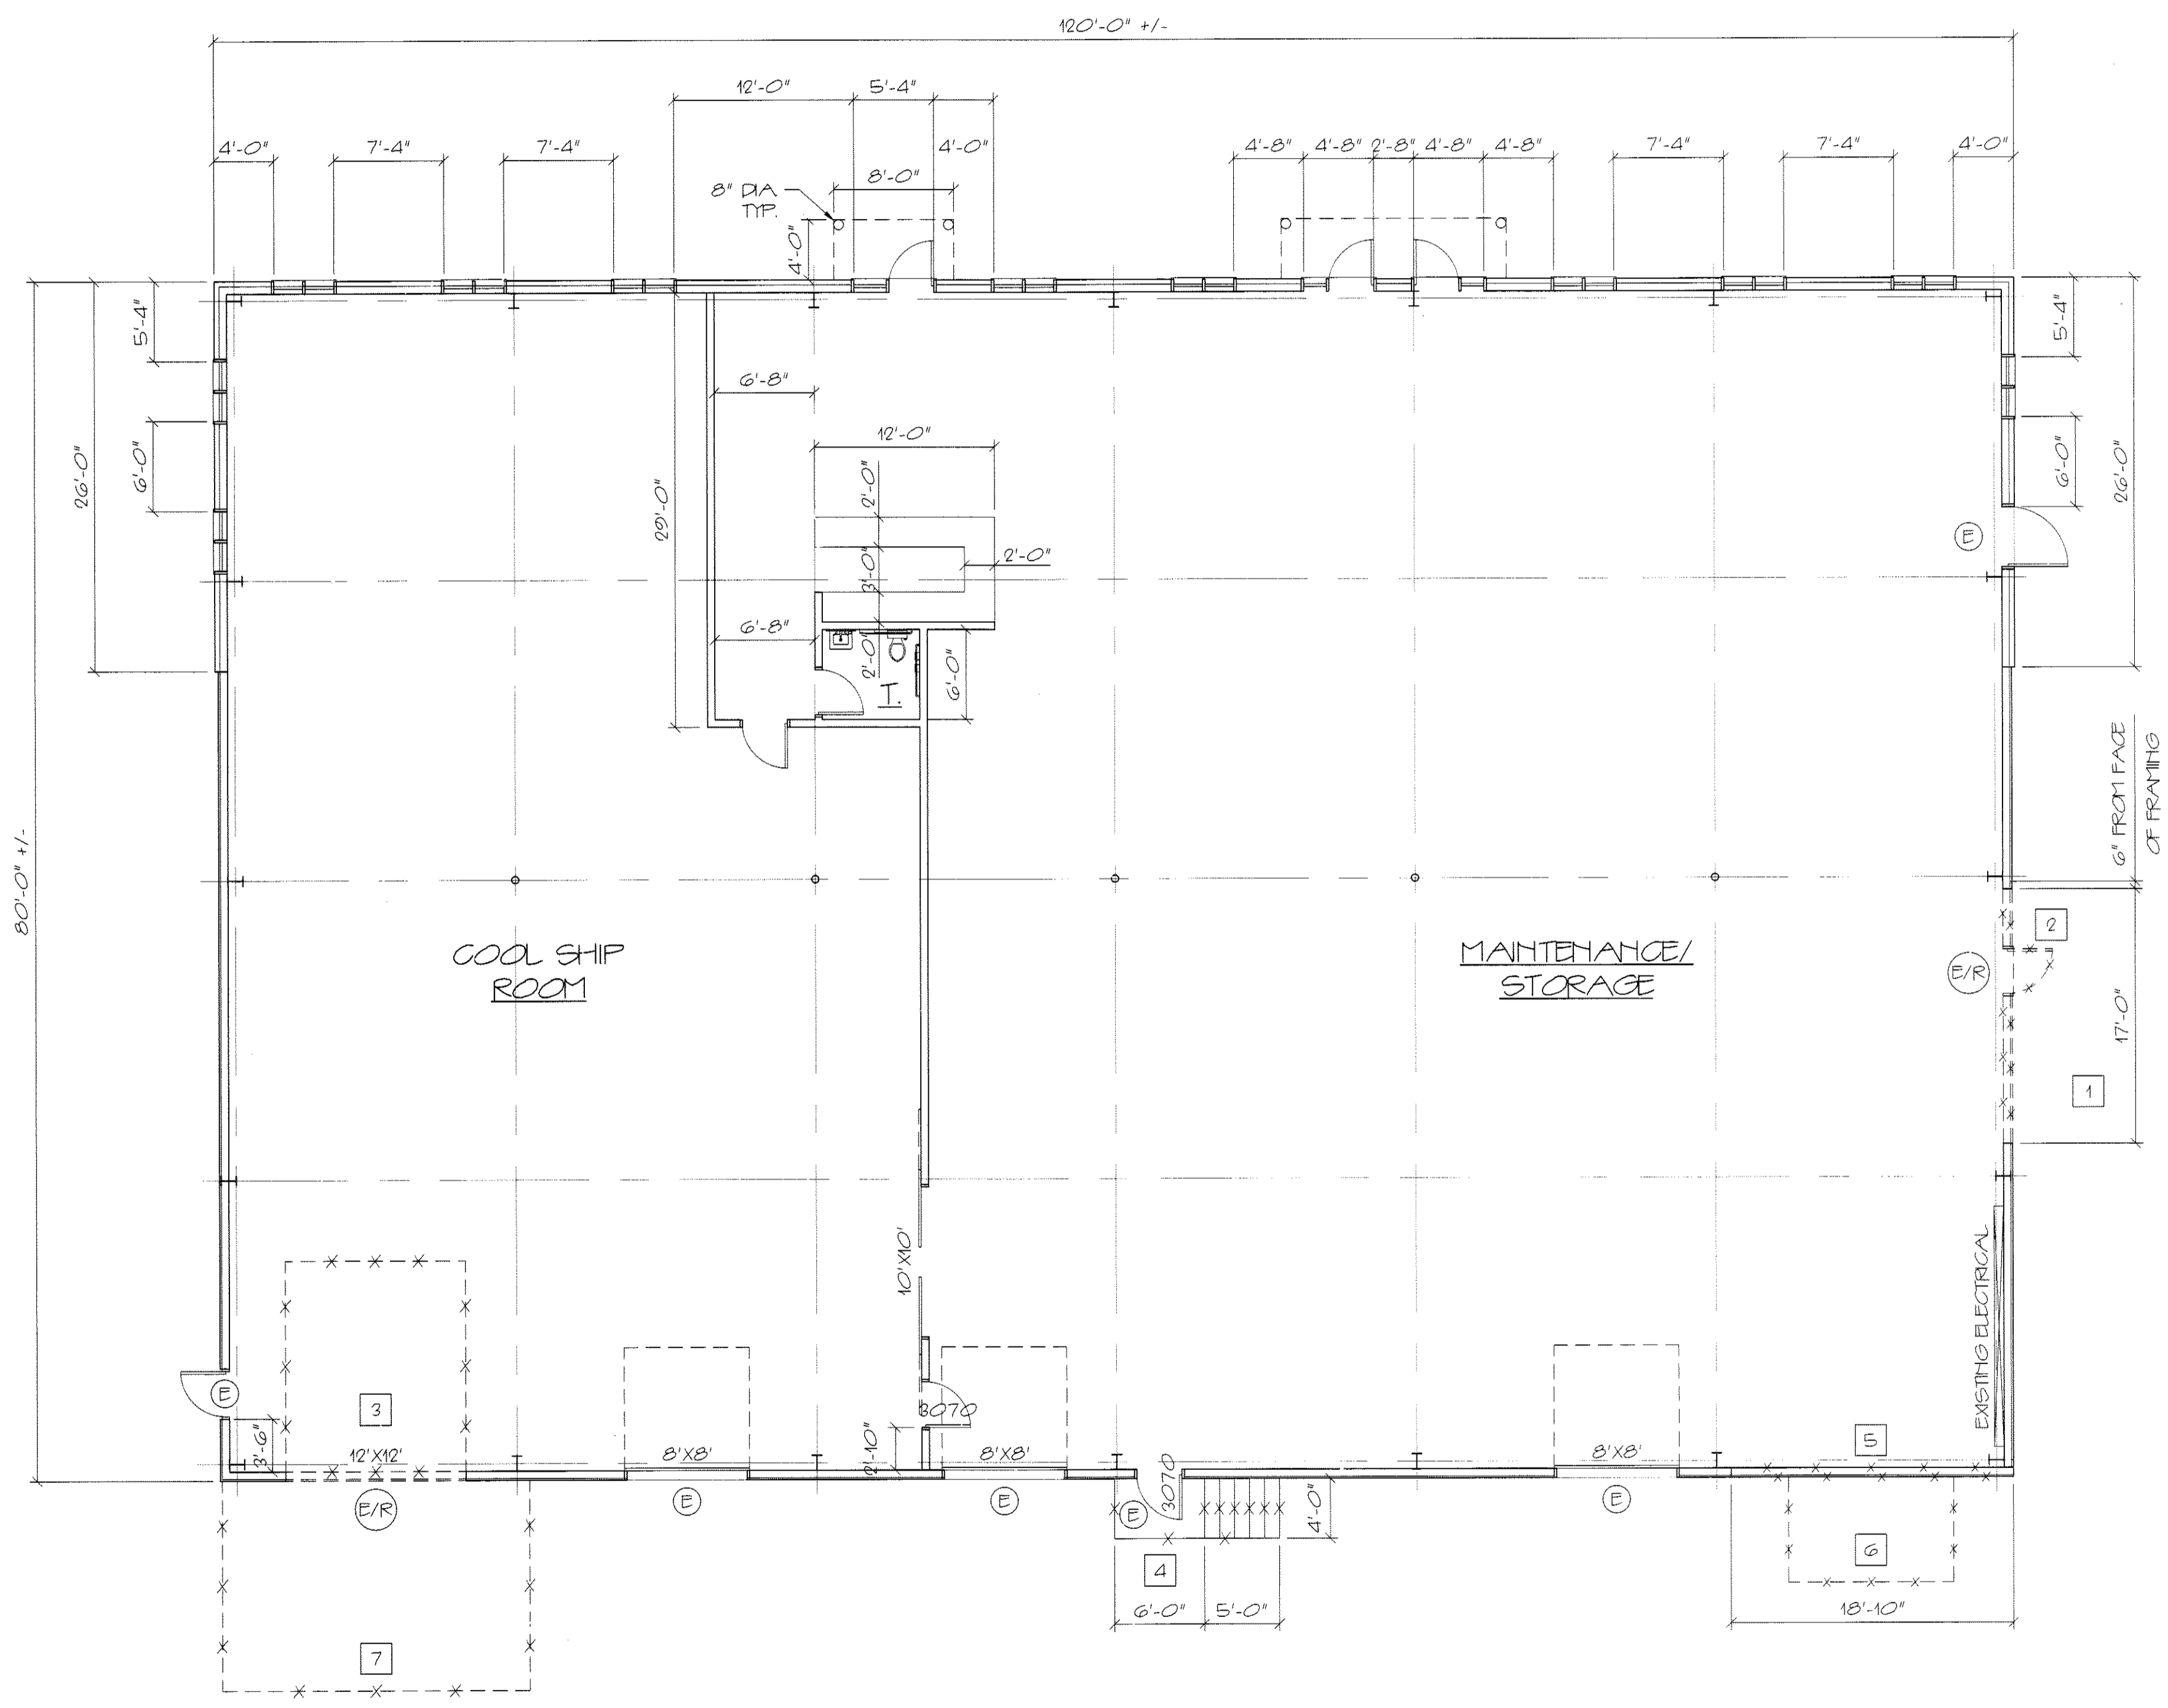 120'-0" +/-
12'-0"
5'-4"
4'-0"
7'-4"
7'-4"
4'-0"
4'-8"
4'-8"
2'-8"
4'-8"
4'-8"
7'-4"
7'-4"
4'-0"
8" DIA.
TYP.
8'-0"
4'-0"
5'-4"
5'-4"
6'-8"
12'-0"
26'-0"
6'-0"
29'-0"
2'-0"
3'-0"
2'-0"
6'-0"
26'-0"
E
6'-8"
2'-0"
T.
6'-0"
80'-0" +/-
6" FROM FACE
OF FRAMING
COOL SHIP
ROOM
MAINTENANCE/
STORAGE
2
E/R
17'-0"
1
10'X10'
EXISTING ELECTRICAL
E
3
3070
3'-6"
12'X12'
8'X8'
2'-10"
8'X8'
3070
8'X8'
5
E/R
E
E
E
4'-0"
E
4
6
6'-0"
5'-0"
18'-10"
7